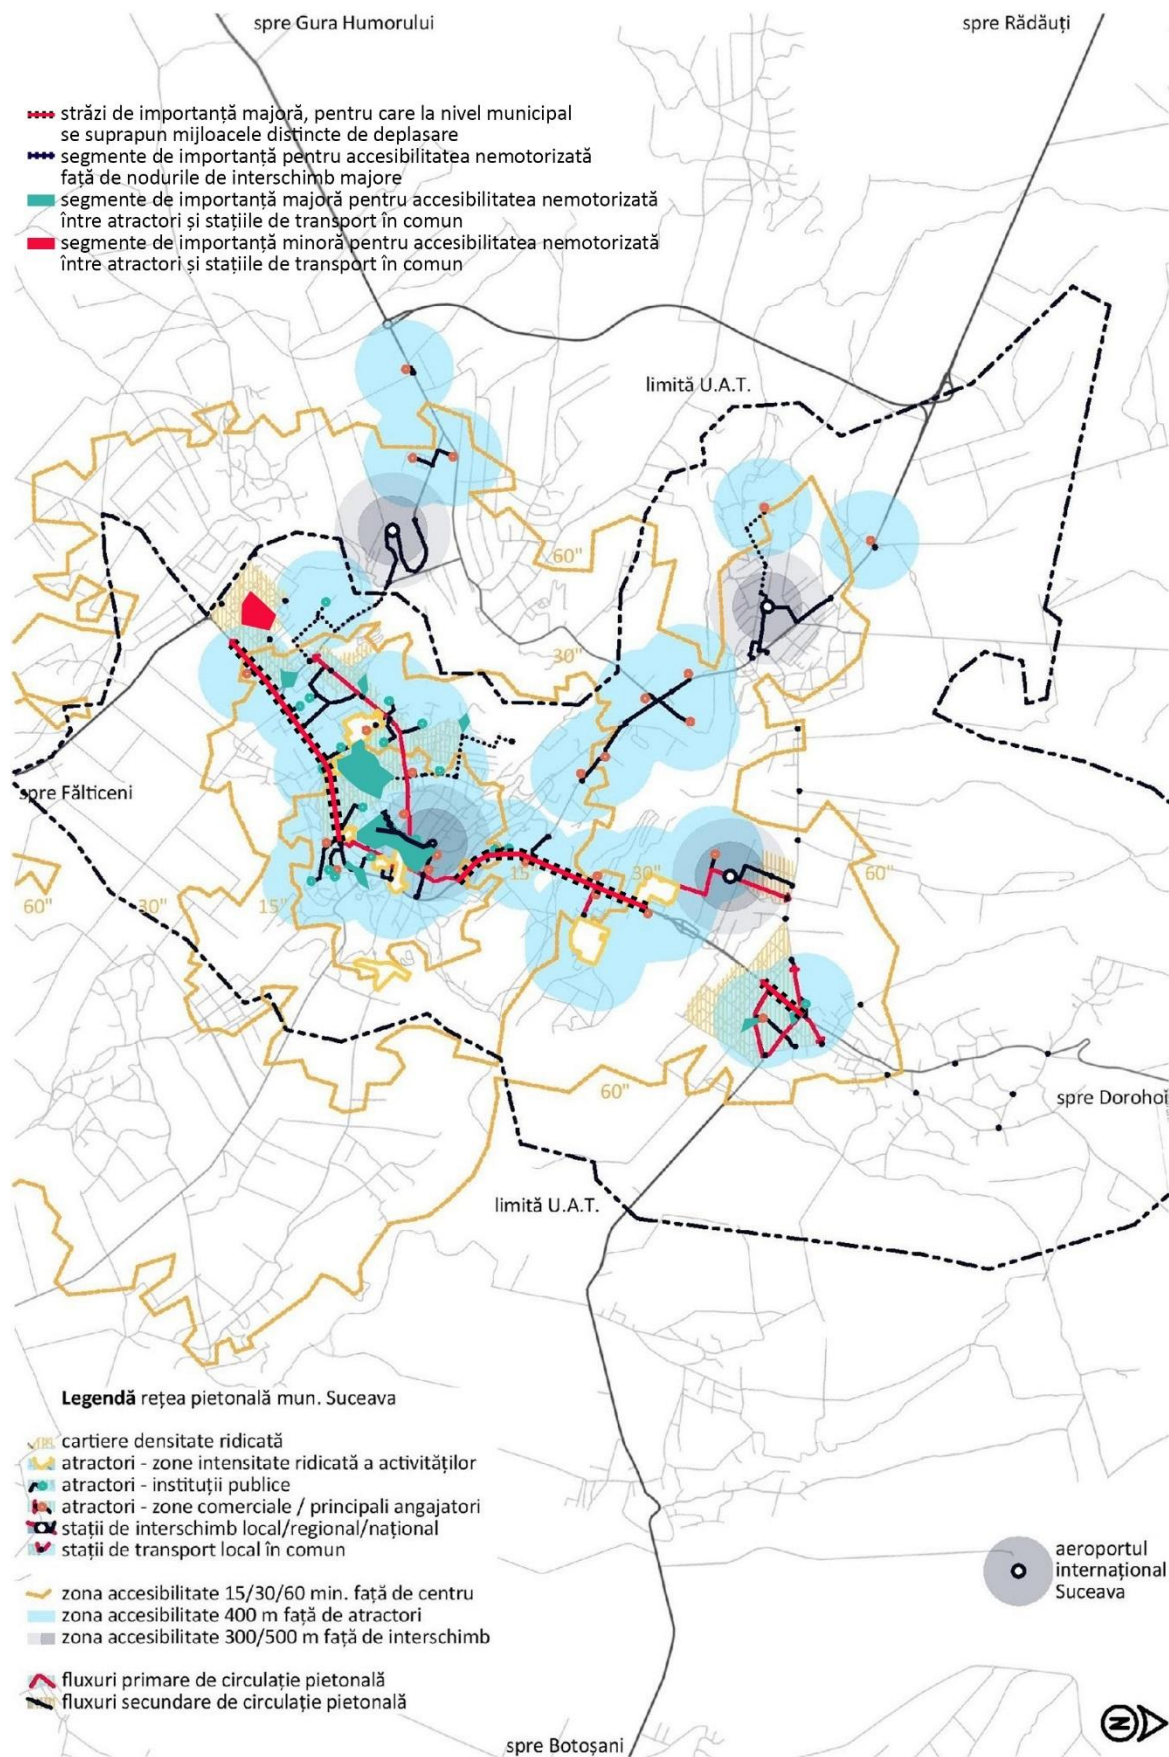 spre Gura Humorului
spre Rădăuți
străzi de importanță majoră, pentru care la nivel municipal
se suprapun mijloacele distincte de deplasare
segmente de importanță pentru accesibilitatea nemotorizată
față de nodurile de interschimb majore
segmente de importanță majoră pentru accesibilitatea nemotorizată
între atractori și stațiile de transport în comun
segmente de importanță minoră pentru accesibilitatea nemotorizată
între atractori și stațiile de transport în comun
limită U.A.T.
60"
30"
spre Fălticeni
60"
30"
15"
15"
30"
60"
60"
spre Dorohoi
limită U.A.T.
Legendă rețea pietonală mun. Suceava
cartiere densitate ridicată
atractori - zone intensitate ridicată a activităților
atractori - instituții publice
atractori - zone comerciale / principali angajatori
stații de interschimb local/regional/național
stații de transport local în comun
zona accesibilitate 15/30/60 min. față de centru
zona accesibilitate 400 m față de atractori
zona accesibilitate 300/500 m față de interschimb
fluxuri primare de circulație pietonală
fluxuri secundare de circulație pietonală
aeroportul
internațional
Suceava
spre Botoșani
N